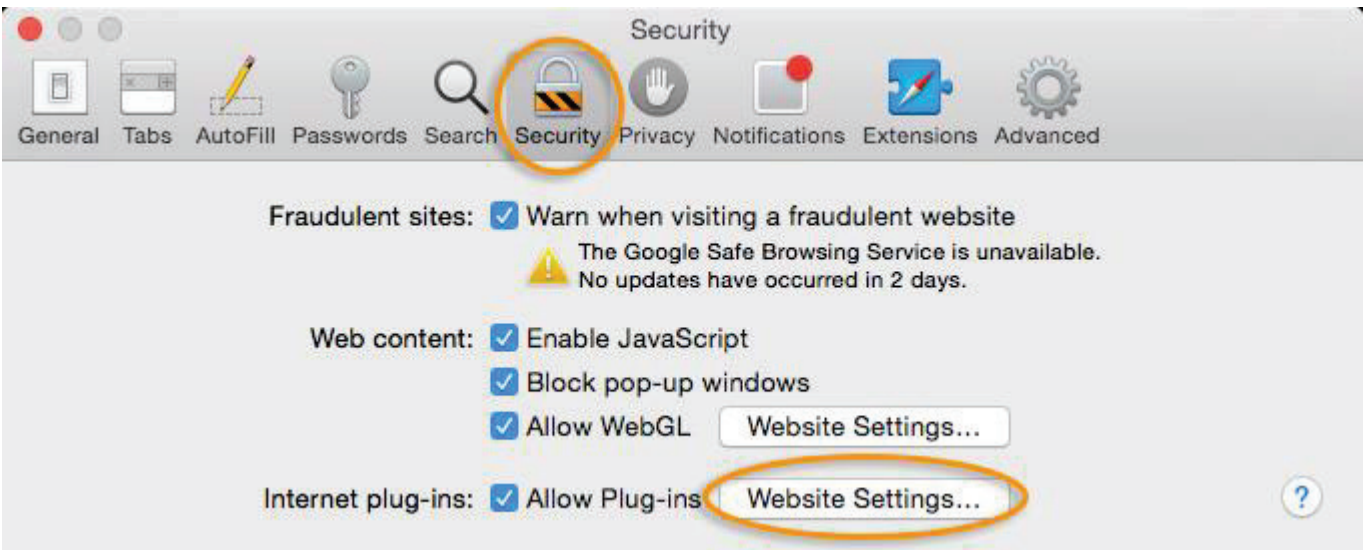 Security
General Tabs AutoFill Passwords Search Security Privacy Notifications Extensions Advanced
Fraudulent sites: Warn when visiting a fraudulent website
The Google Safe Browsing Service is unavailable.
No updates have occurred in 2 days.
Web content: Enable JavaScript
Block pop-up windows
Allow WebGL Website Settings...
Internet plug-ins: Allow Plug-ins Website Settings... ?